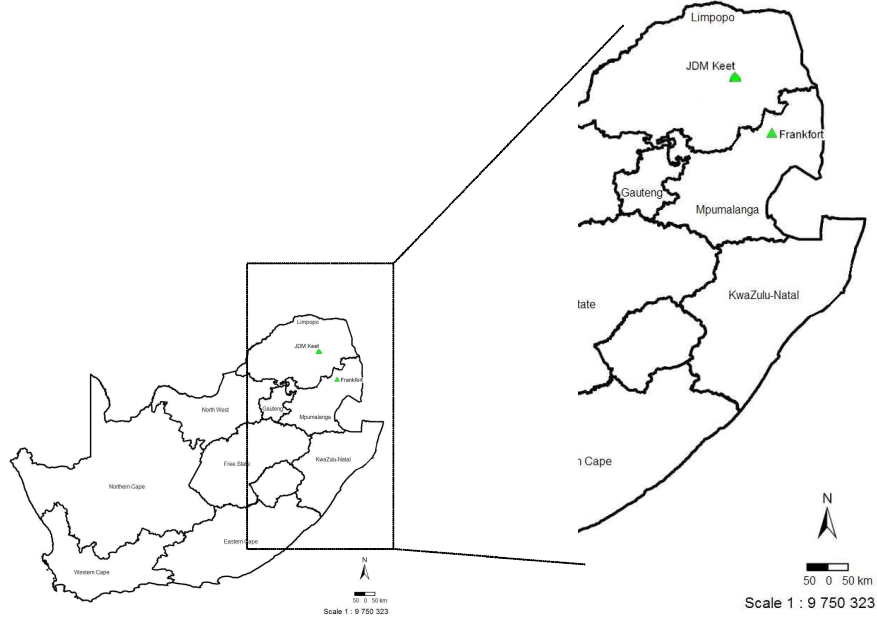 Limpopo
JDM Keet
Frankfort
North West
Gauteng
Mpumalanga
Free State
KwaZulu-Natal
Northern Cape
Eastern Cape
Western Cape
N
50 0 50 km
Scale 1 : 9 750 323
Limpopo
JDM Keet
Frankfort
Gauteng
Mpumalanga
KwaZulu-Natal
tate
n Cape
N
50 0 50 km
Scale 1 : 9 750 323